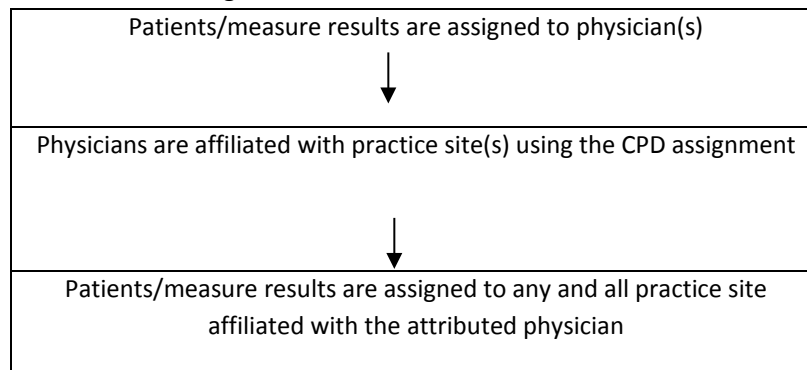 Patients/measure results are assigned to physician(s)
Physicians are affiliated with practice site(s) using the CPD assignment
Patients/measure results are assigned to any and all practice site
affiliated with the attributed physician